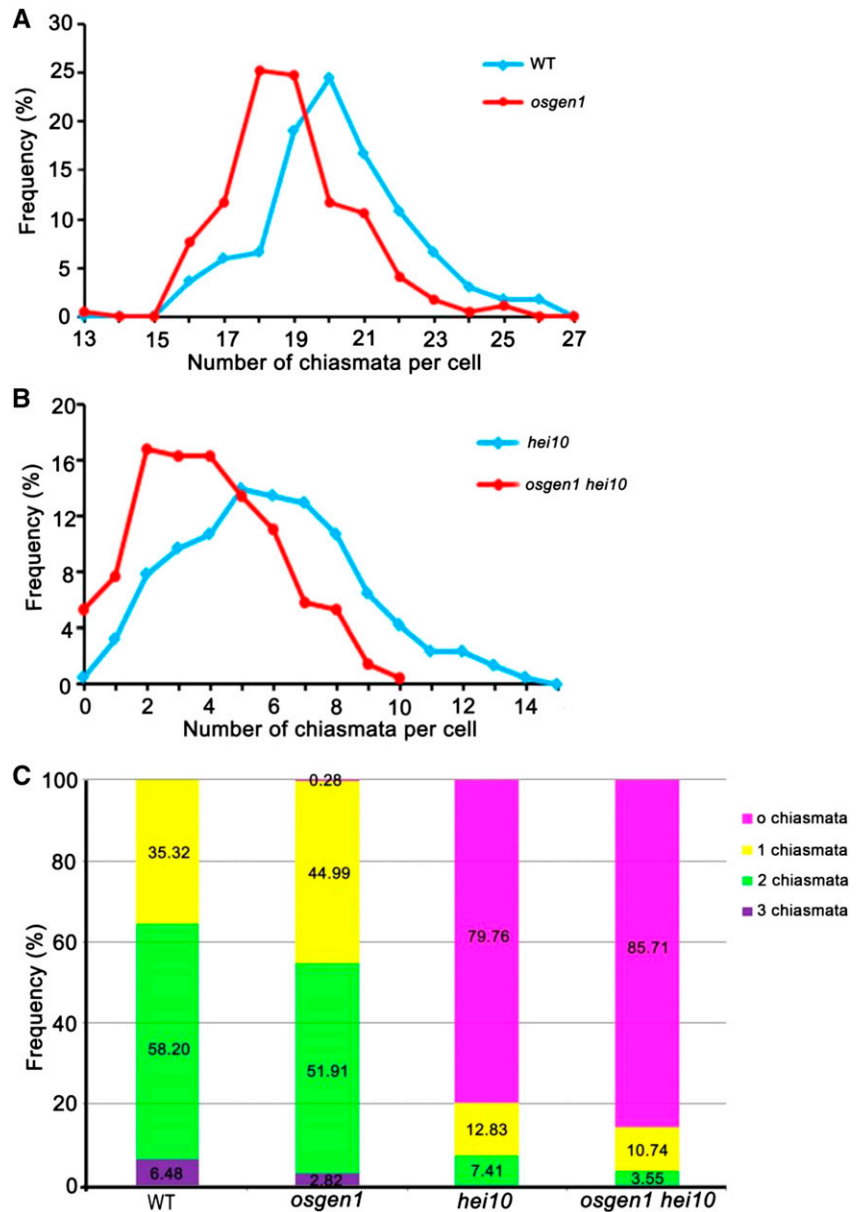 A
30
25
20
15
10
5
0
Frequency (%)
WT
osgen1
13 15 17 19 21 23 25 27
Number of chiasmata per cell
B
20
16
12
8
4
0
Frequency (%)
hei10
osgen1 hei10
0 2 4 6 8 10 12 14
Number of chiasmata per cell
C
100
80
60
40
20
0
Frequency (%)
35.32
58.20
6.48
0.28
44.99
51.91
2.82
79.76
12.83
7.41
85.71
10.74
3.55
o chiasmata
1 chiasmata
2 chiasmata
3 chiasmata
WT osgen1 hei10 osgen1 hei10